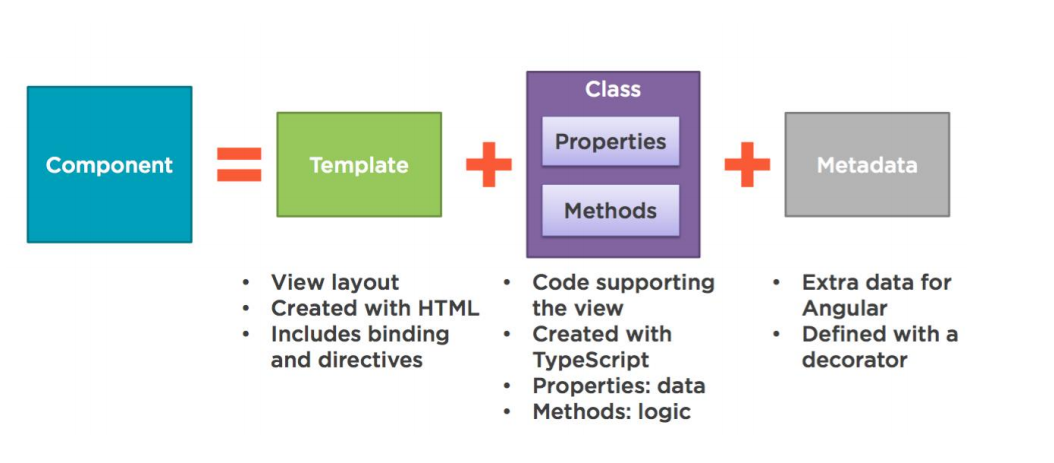 Component
=
Template
+
Class
Properties
Methods
+
Metadata
• View layout
• Created with HTML
• Includes binding
and directives
• Code supporting
the view
• Created with
TypeScript
• Properties: data
• Methods: logic
• Extra data for
Angular
• Defined with a
decorator